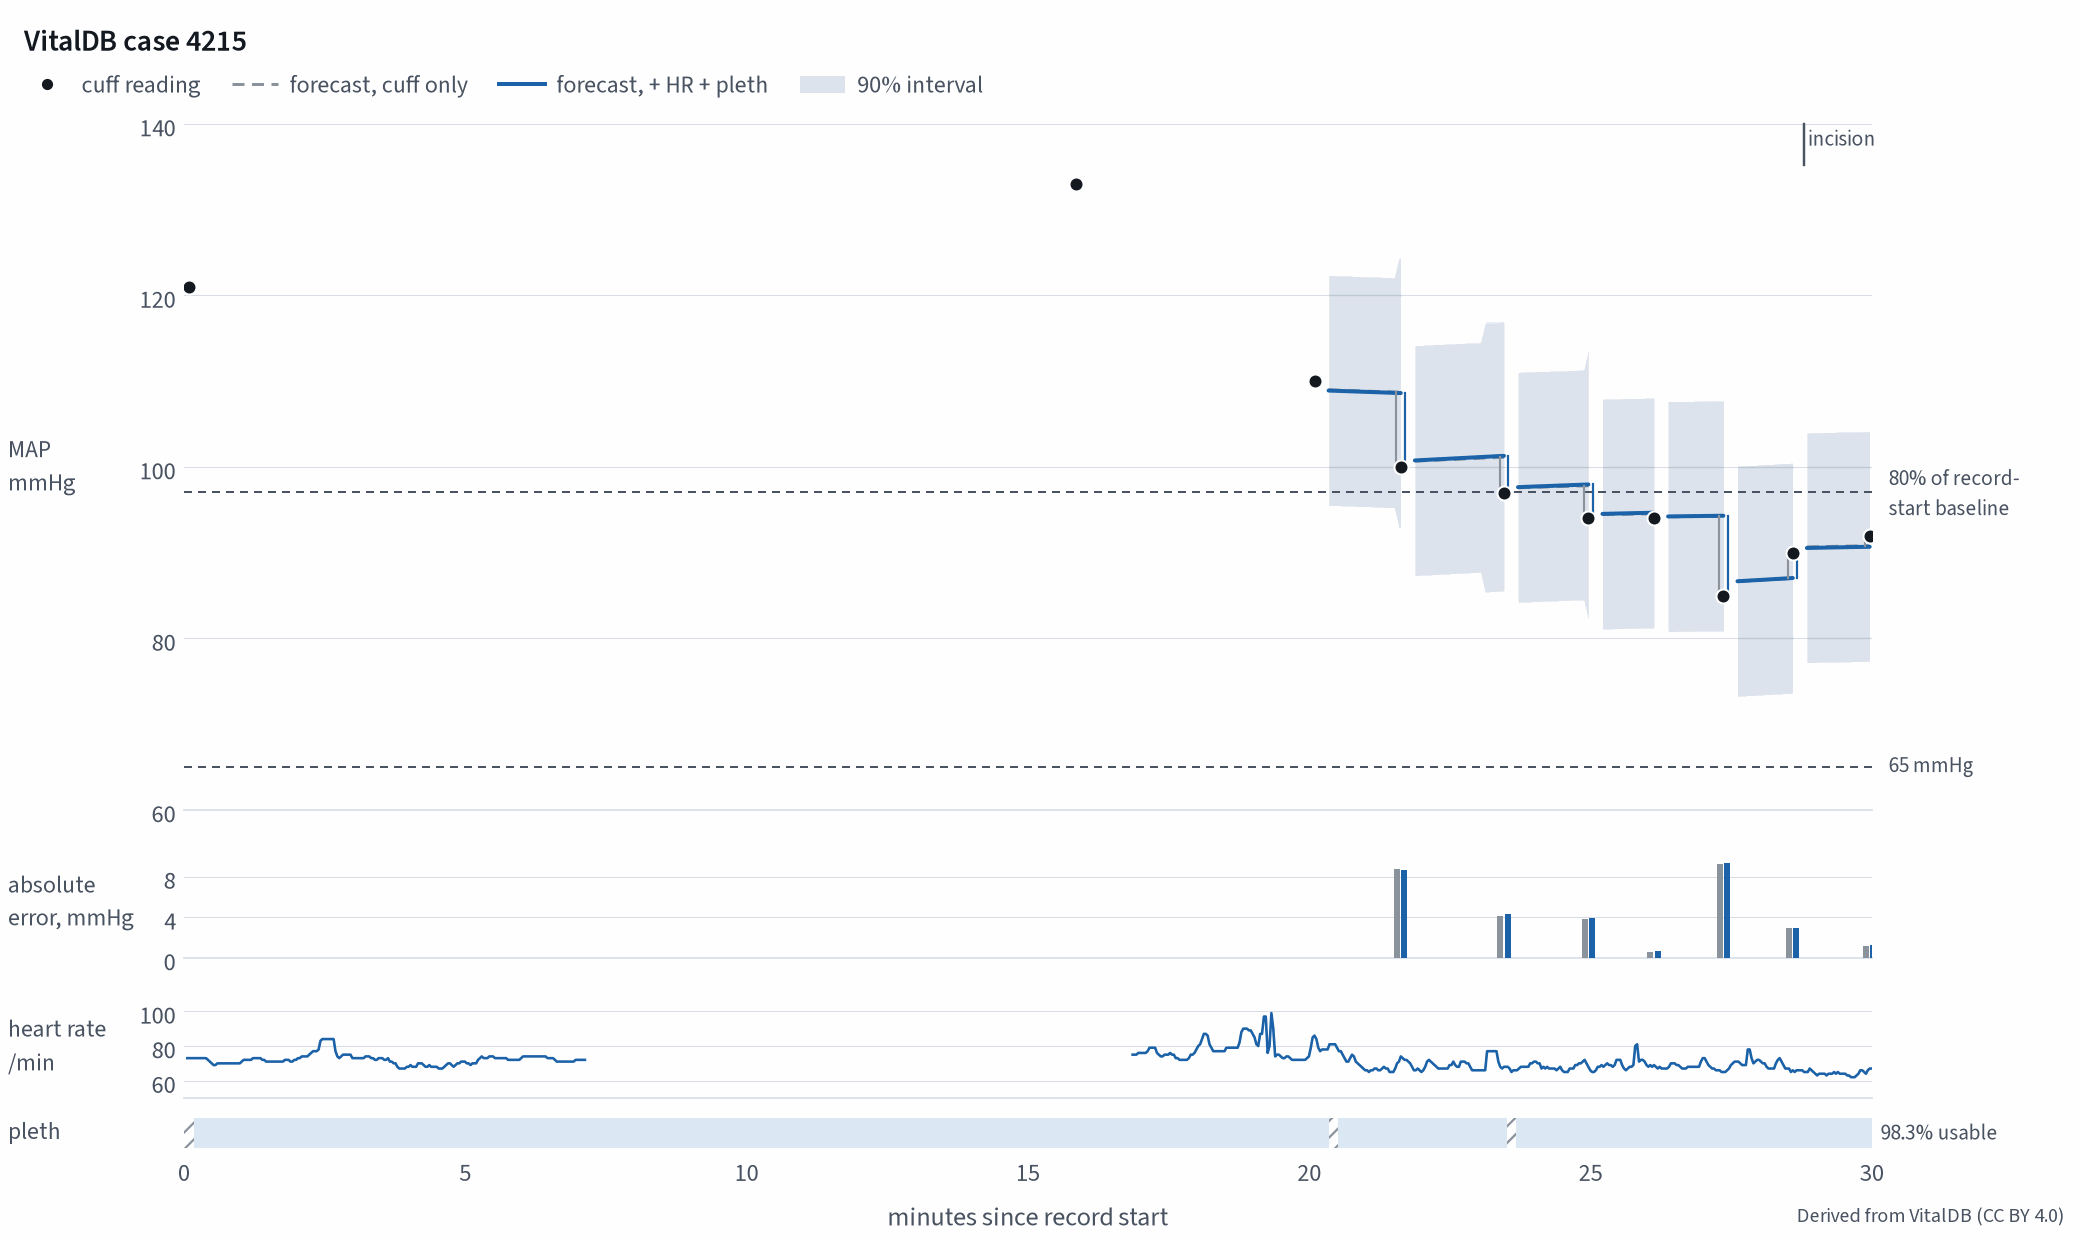 VitalDB case 4215
cuff reading
forecast, cuff only
forecast, + HR + pleth
90% interval
140
incision
120
MAP
mmHg
100
80% of record-
start baseline
80
65 mmHg
60
absolute
error, mmHg
8
4
0
heart rate
/min
100
80
60
pleth
98.3% usable
0 5 10 15 20 25 30
minutes since record start
Derived from VitalDB (CC BY 4.0)